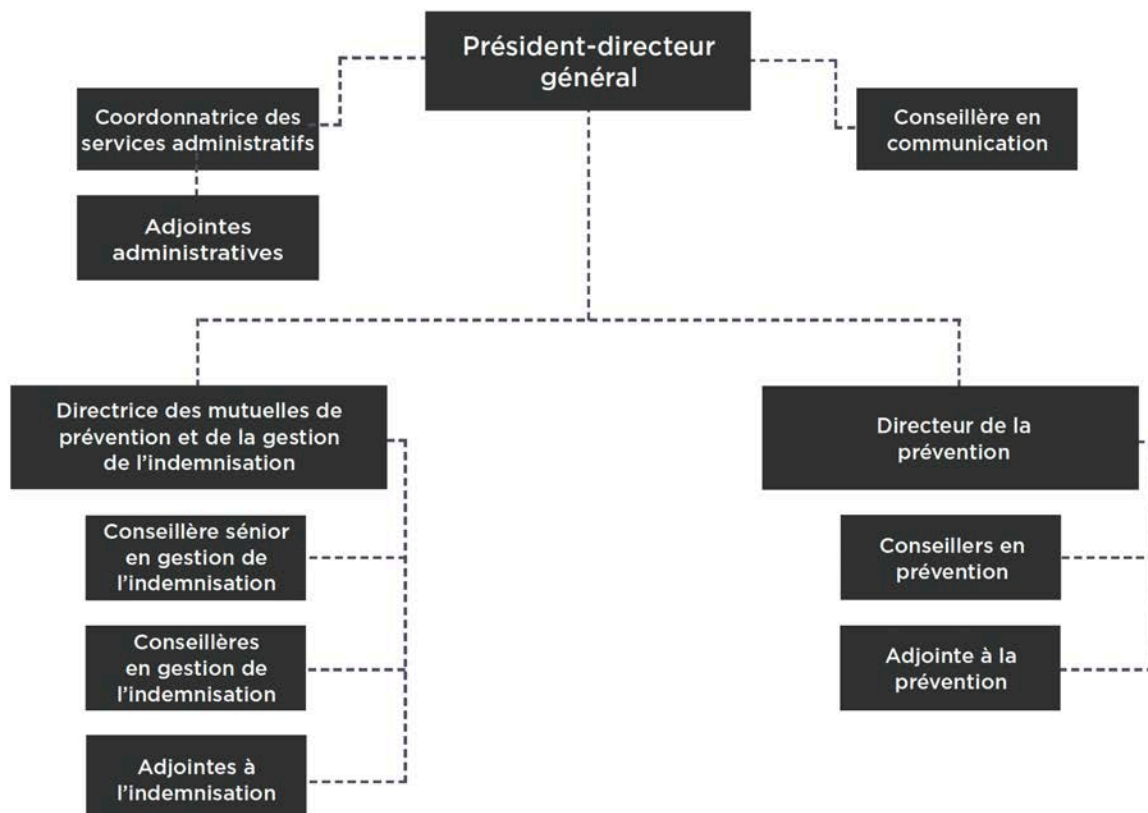 Président-directeur
général
Coordonnatrice des
services administratifs
Conseillère en
communication
Adjointes
administratives
Directrice des mutuelles de
prévention et de la gestion
de l'indemnisation
Directeur de la
prévention
Conseillère sénior
en gestion de
l'indemnisation
Conseillers en
prévention
Conseillères
en gestion de
l'indemnisation
Adjointe à la
prévention
Adjointes à
l'indemnisation